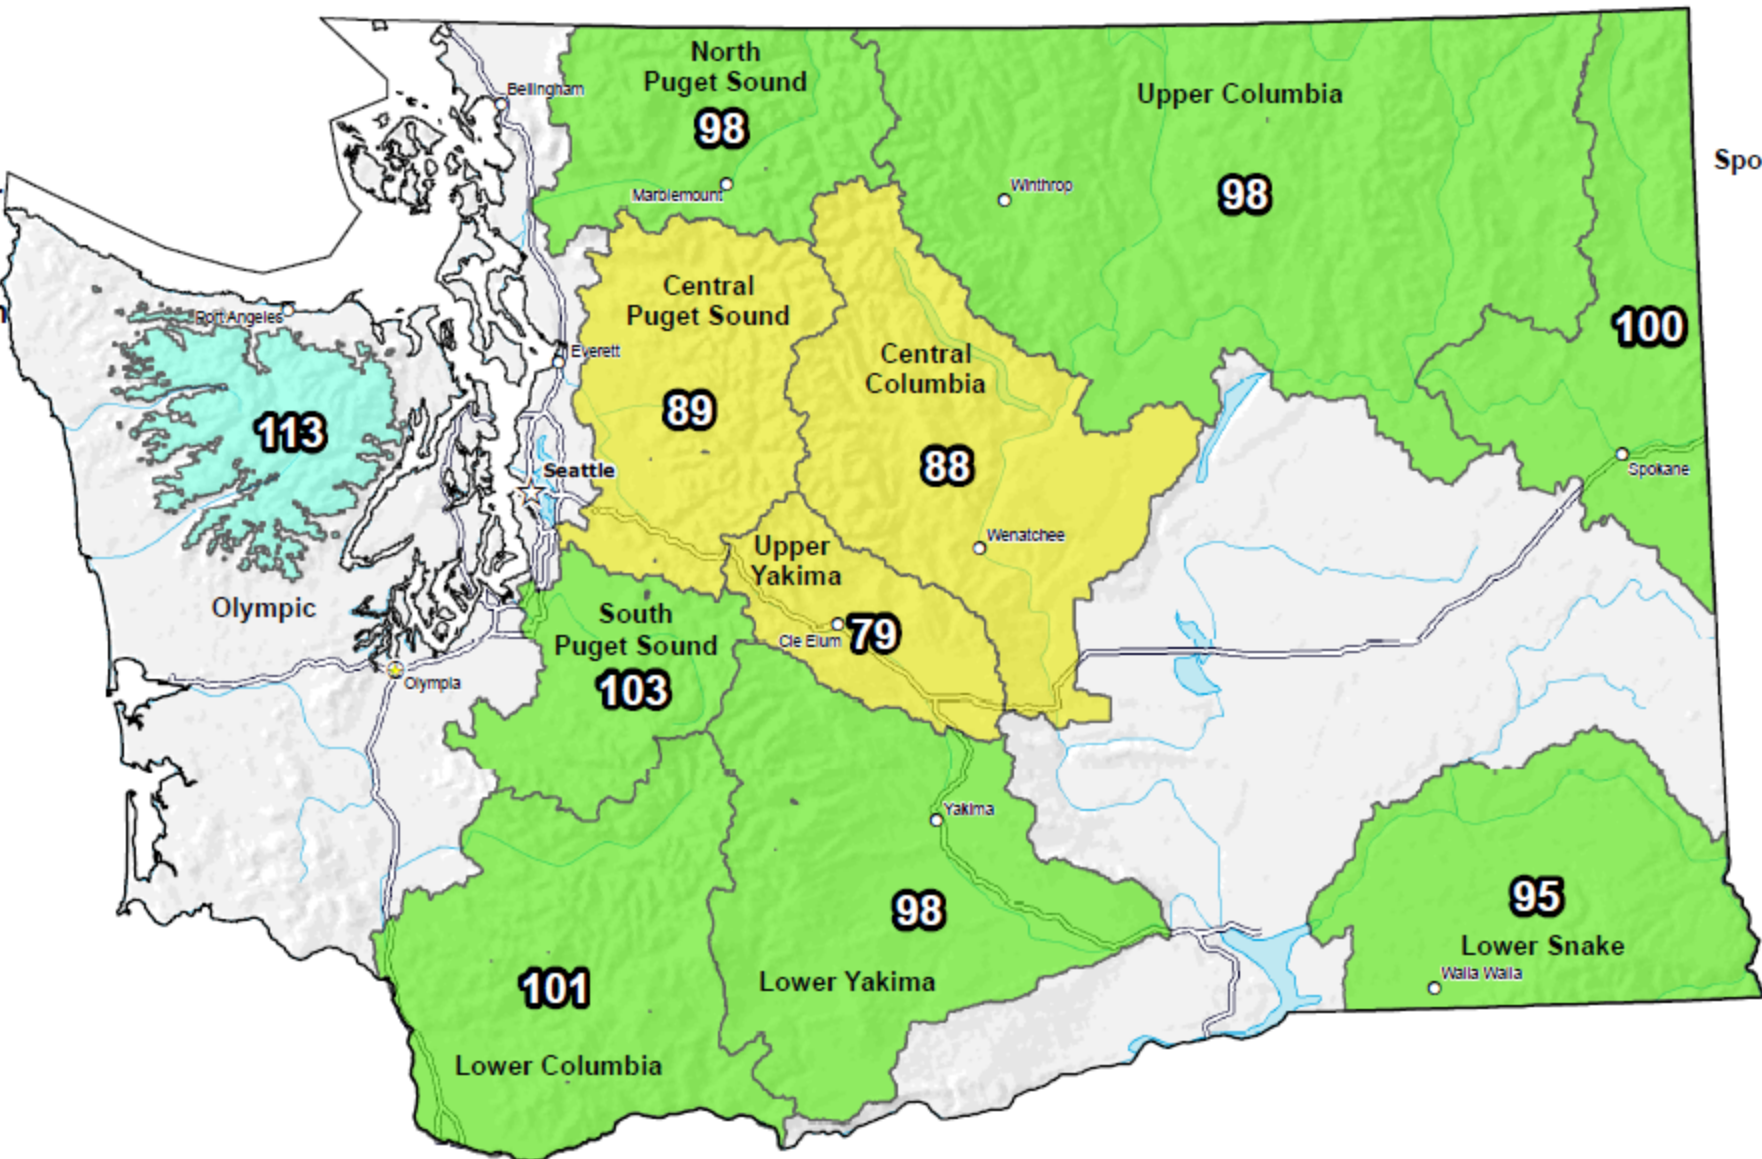 North
Puget Sound
98
Bellingham
Marblemount
Upper Columbia
98
Winthrop
Spo
Central
Puget Sound
89
Central
Columbia
88
100
Port Angeles
113
Everett
Seattle
Spokane
Wenatchee
Upper
Yakima
79
Cle Elum
Olympic
South
Puget Sound
103
Olympia
Yakima
98
Lower Yakima
95
Lower Snake
Walla Walla
101
Lower Columbia